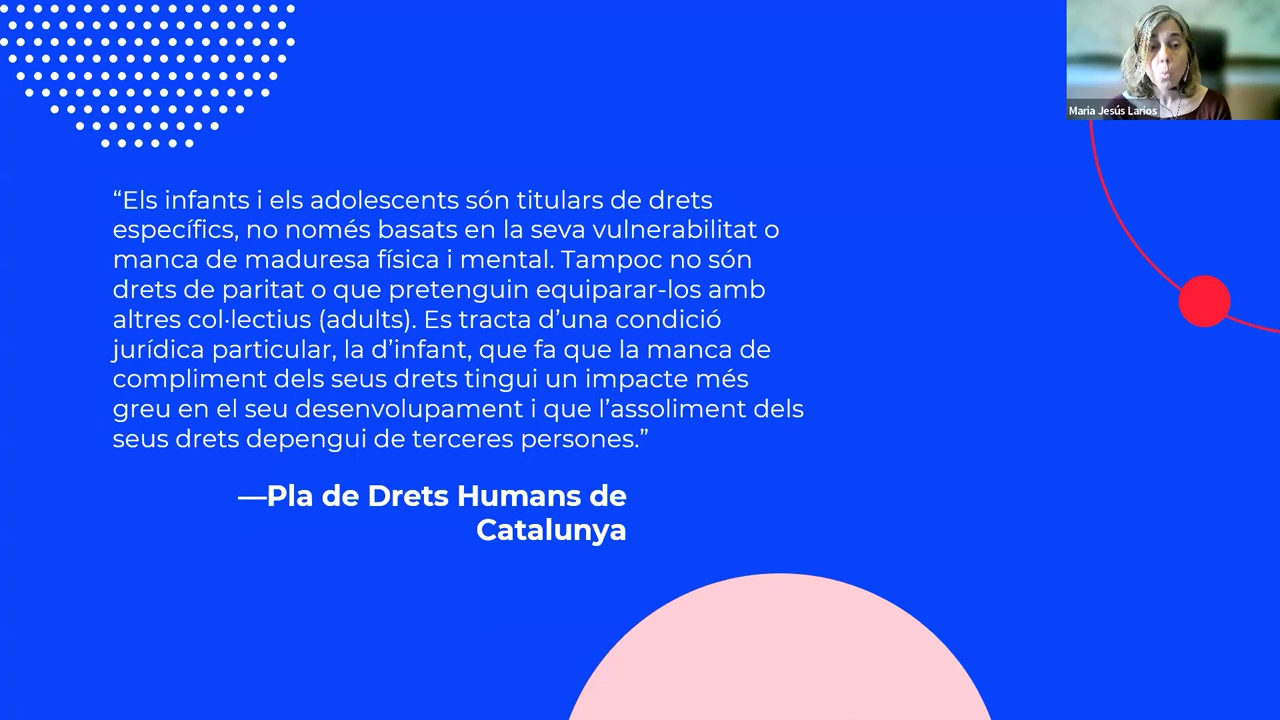 Maria Jesús Larios
“Els infants i els adolescents són titulars de drets
específics, no només basats en la seva vulnerabilitat o
manca de maduresa física i mental. Tampoc no són
drets de paritat o que pretenguin equiparar-los amb
altres col·lectius (adults). Es tracta d’una condició
jurídica particular, la d’infant, que fa que la manca de
compliment dels seus drets tingui un impacte més
greu en el seu desenvolupament i que l’assoliment dels
seus drets depengui de terceres persones.”
—Pla de Drets Humans de
Catalunya